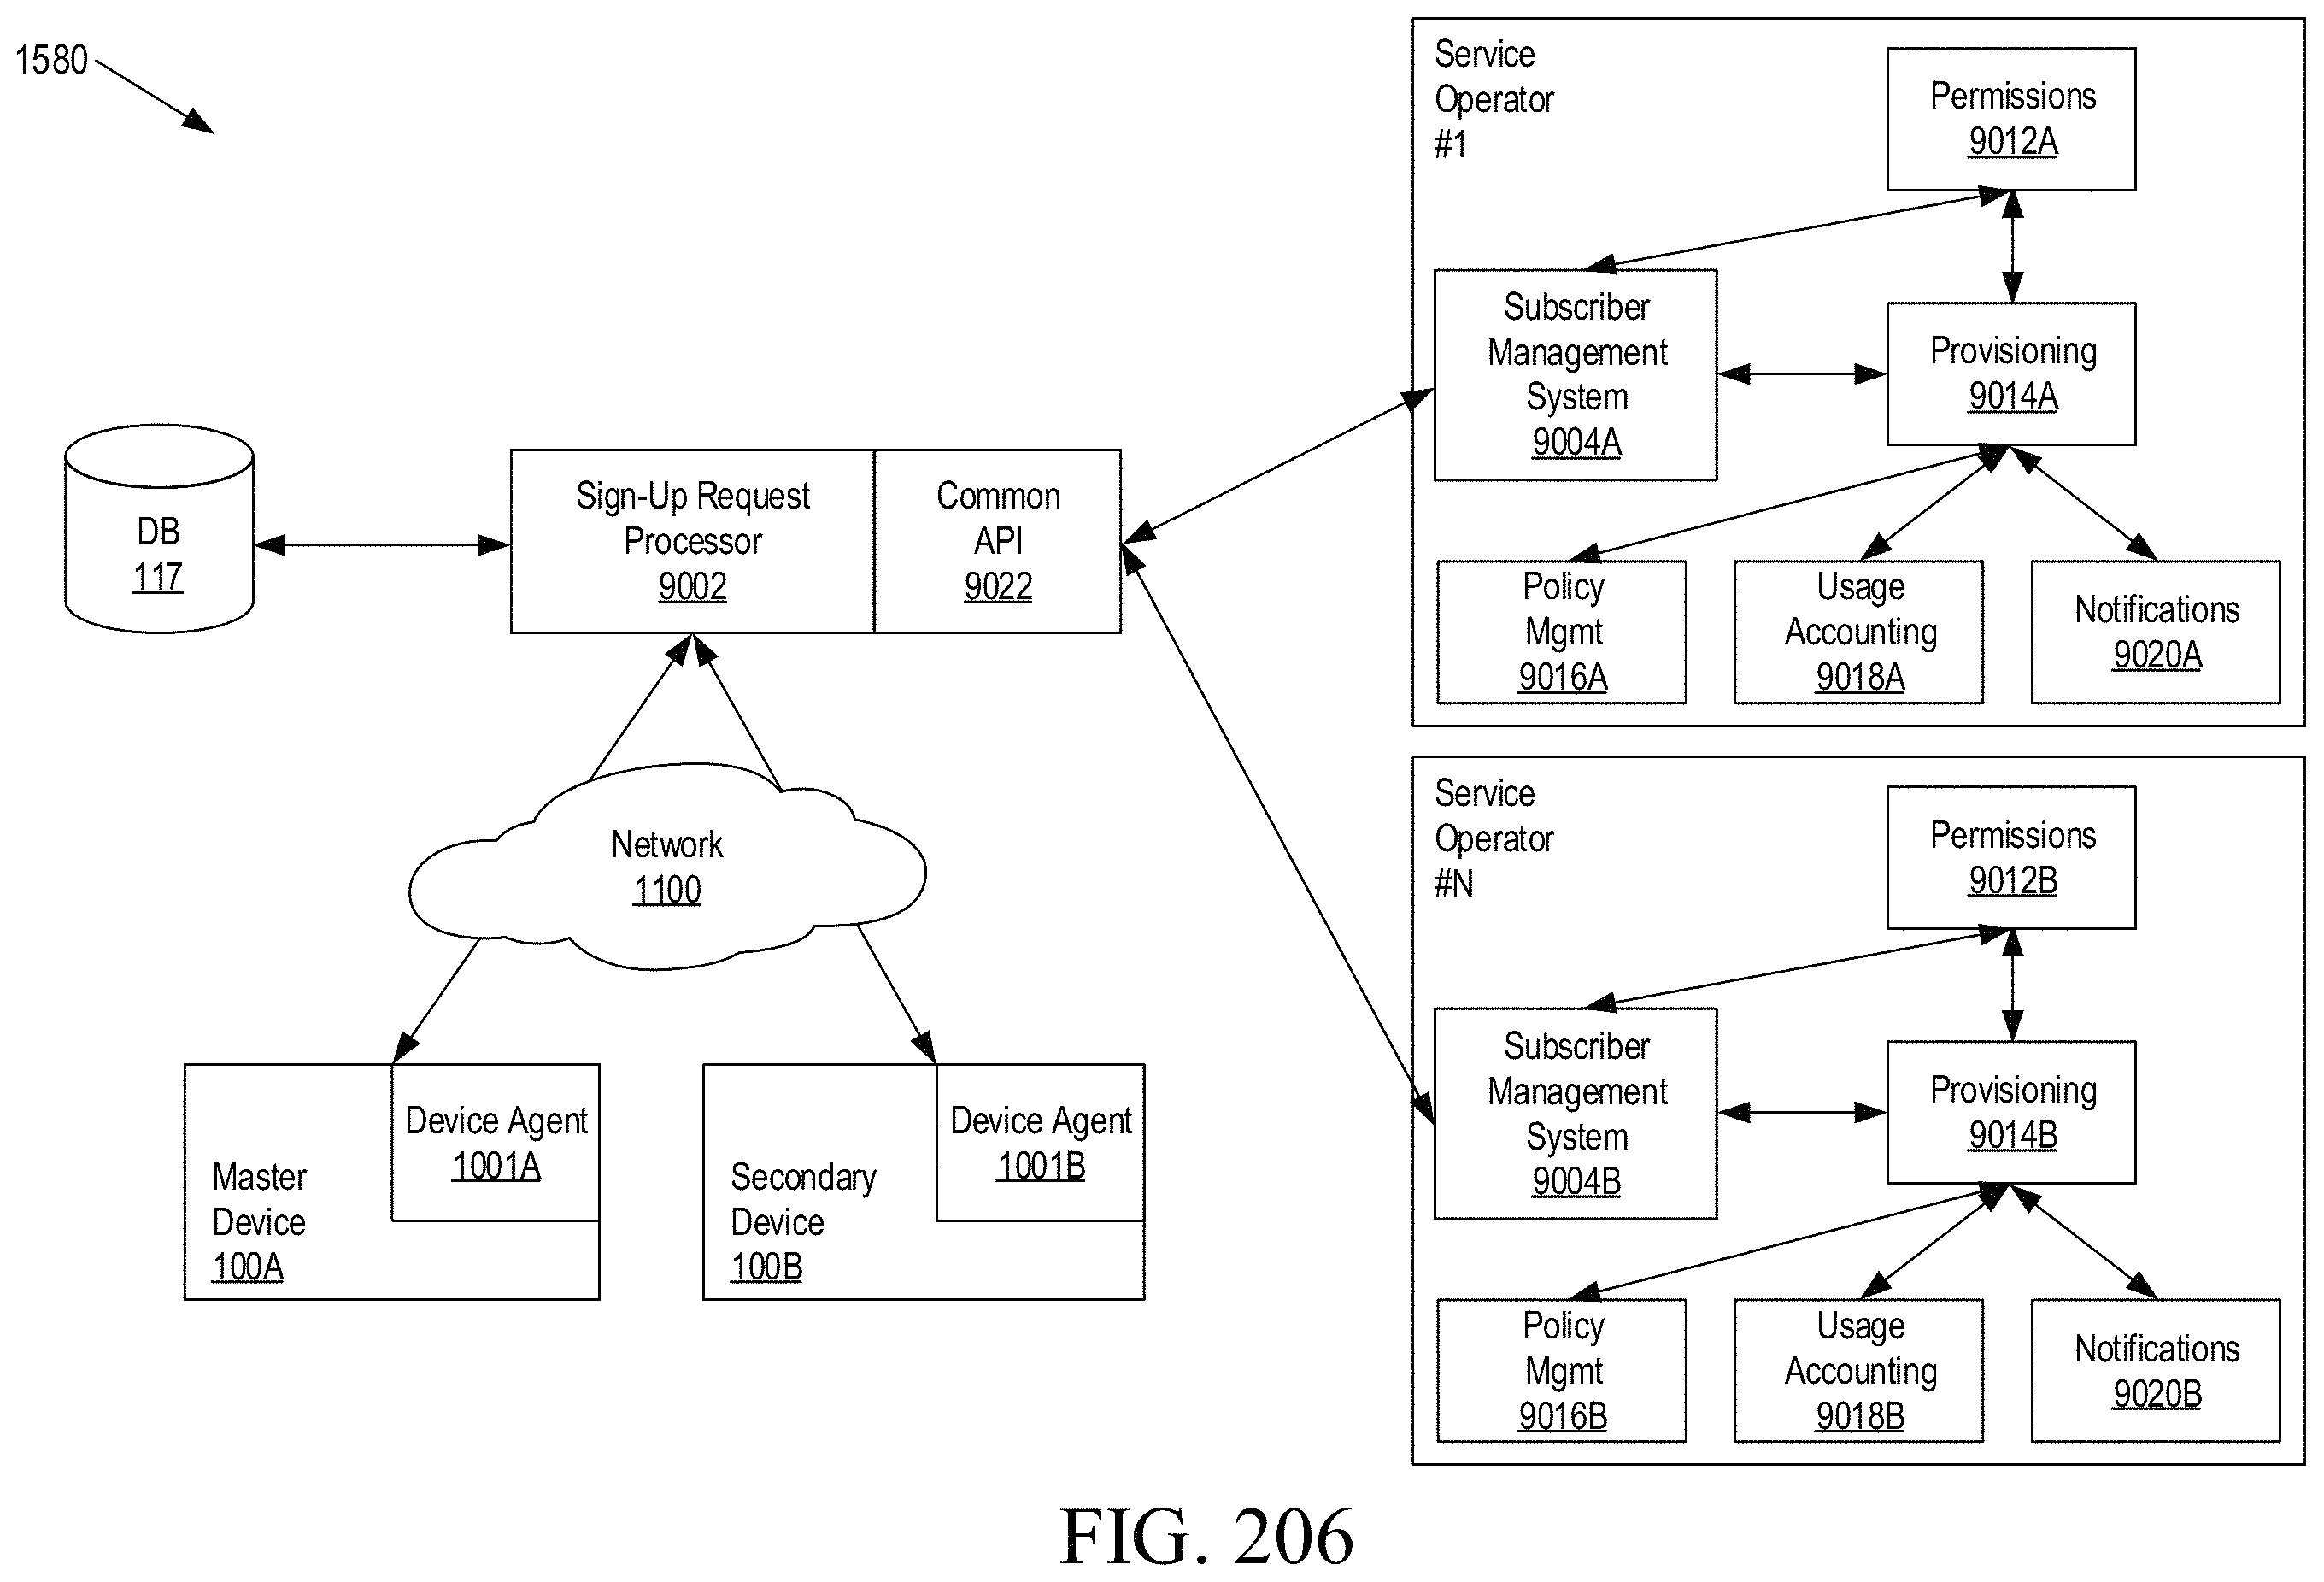 1580
DB
117
Sign-Up Request
Processor
9002
Common
API
9022
Network
1100
Master
Device
100A
Device Agent
1001A
Secondary
Device
100B
Device Agent
1001B
Service
Operator
#1
Permissions
9012A
Subscriber
Management
System
9004A
Provisioning
9014A
Policy
Mgmt
9016A
Usage
Accounting
9018A
Notifications
9020A
Service
Operator
#N
Permissions
9012B
Subscriber
Management
System
9004B
Provisioning
9014B
Policy
Mgmt
9016B
Usage
Accounting
9018B
Notifications
9020B
FIG. 206